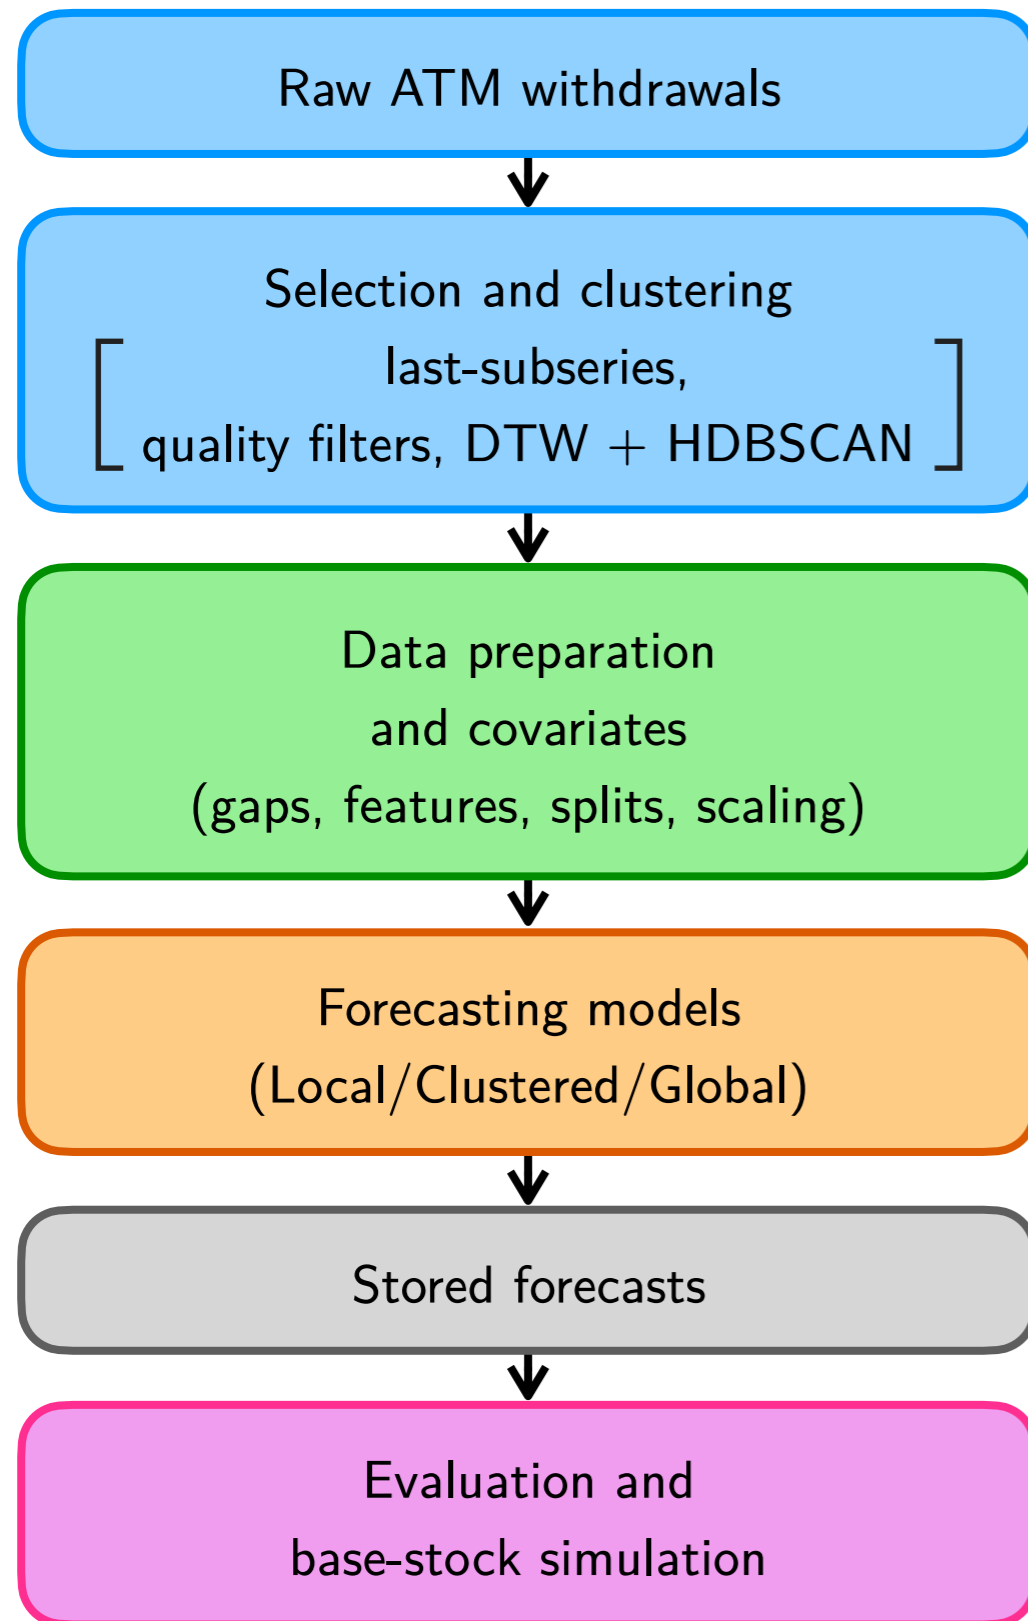 Raw ATM withdrawals
Selection and clustering
[ last-subseries,
quality filters, DTW + HDBSCAN ]
Data preparation
and covariates
(gaps, features, splits, scaling)
Forecasting models
(Local/Clustered/Global)
Stored forecasts
Evaluation and
base-stock simulation